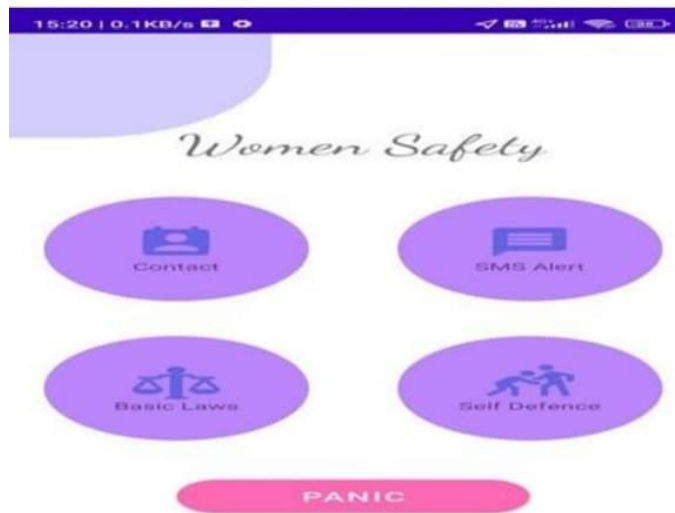 15:20 | 0.1KB/s
Women Safety
Contact
SMS Alert
Basic Laws
Self Defence
PANIC